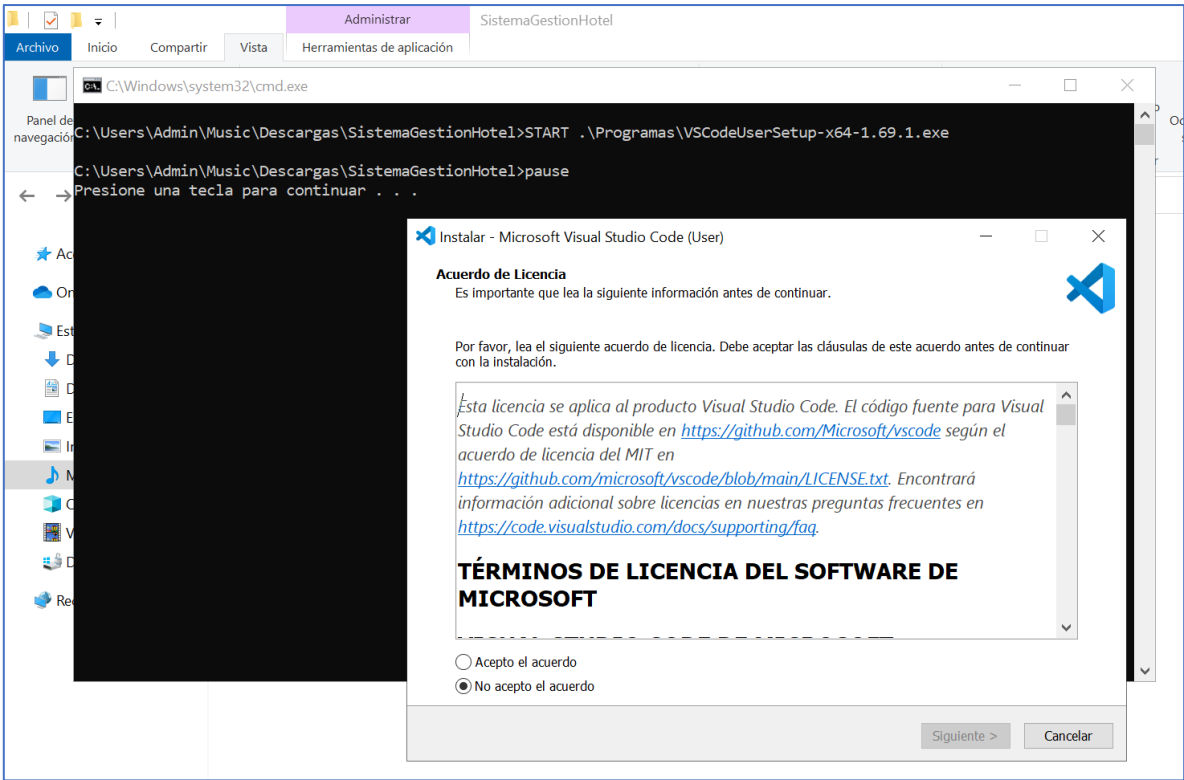 Administrar
SistemaGestionHotel
Archivo
Inicio
Compartir
Vista
Herramientas de aplicación
Panel de
navegación
C:\Windows\system32\cmd.exe
C:\Users\Admin\Music\Descargas\SistemaGestionHotel>START .\Programas\VSCodeUserSetup-x64-1.69.1.exe
C:\Users\Admin\Music\Descargas\SistemaGestionHotel>pause
Presione una tecla para continuar . . .
Instalar - Microsoft Visual Studio Code (User)
Acuerdo de Licencia
Es importante que lea la siguiente información antes de continuar.
Por favor, lea el siguiente acuerdo de licencia. Debe aceptar las cláusulas de este acuerdo antes de continuar
con la instalación.
Esta licencia se aplica al producto Visual Studio Code. El código fuente para Visual
Studio Code está disponible en https://github.com/Microsoft/vscode según el
acuerdo de licencia del MIT en
https://github.com/microsoft/vscode/blob/main/LICENSE.txt. Encontrará
información adicional sobre licencias en nuestras preguntas frecuentes en
https://code.visualstudio.com/docs/supporting/faq.
TÉRMINOS DE LICENCIA DEL SOFTWARE DE
MICROSOFT
Acepto el acuerdo
No acepto el acuerdo
Siguiente >
Cancelar